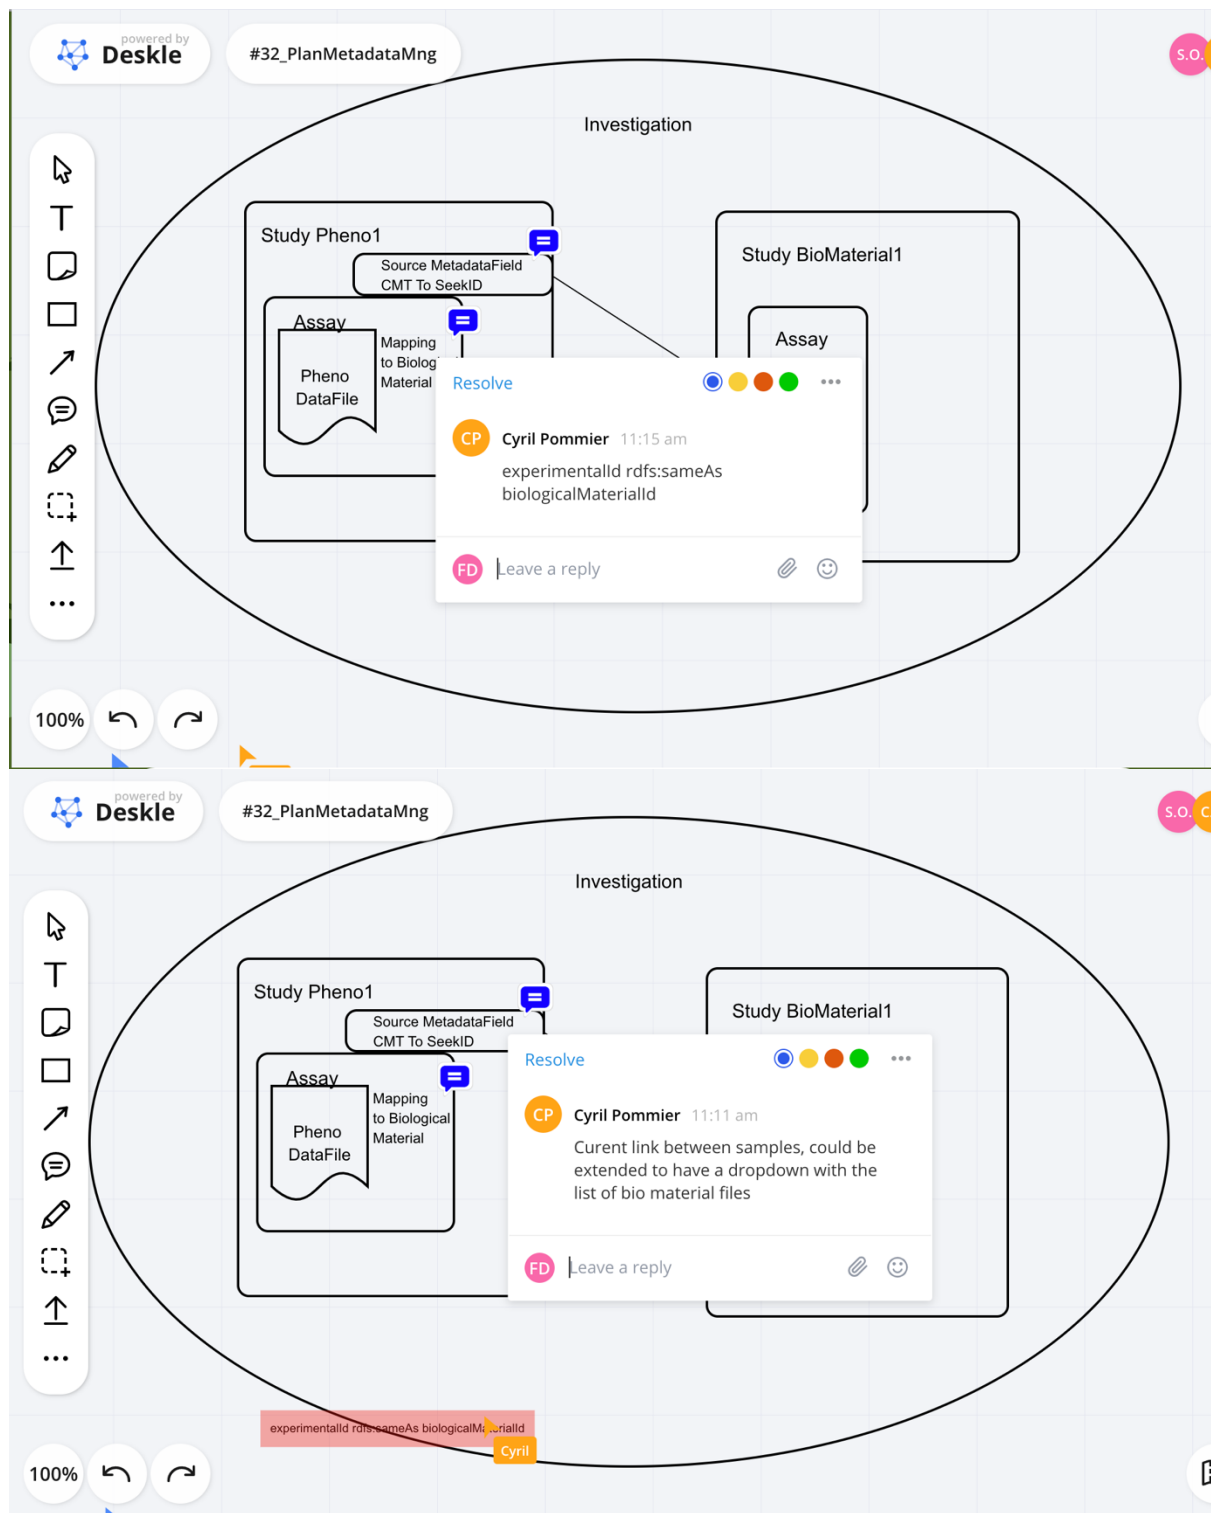 powered by
Deskle
#32_PlanMetadataMng
S.O.
Investigation
Study Pheno1
Source MetadataField
CMT To SeekID
Study BioMaterial1
Assay
Mapping
to Biolog
Material
Pheno
DataFile
Assay
Resolve
CP
Cyril Pommier 11:15 am
experimentalId rdfs:sameAs
biologicalMaterialId
FD
Leave a reply
T
100%
powered by
Deskle
#32_PlanMetadataMng
S.O.
C
Investigation
Study Pheno1
Source MetadataField
CMT To SeekID
Study BioMaterial1
Assay
Mapping
to Biological
Material
Pheno
DataFile
Resolve
CP
Cyril Pommier 11:11 am
Curent link between samples, could be
extended to have a dropdown with the
list of bio material files
FD
Leave a reply
T
experimentalId rdfs:sameAs biologicalMaterialId
Cyril
100%